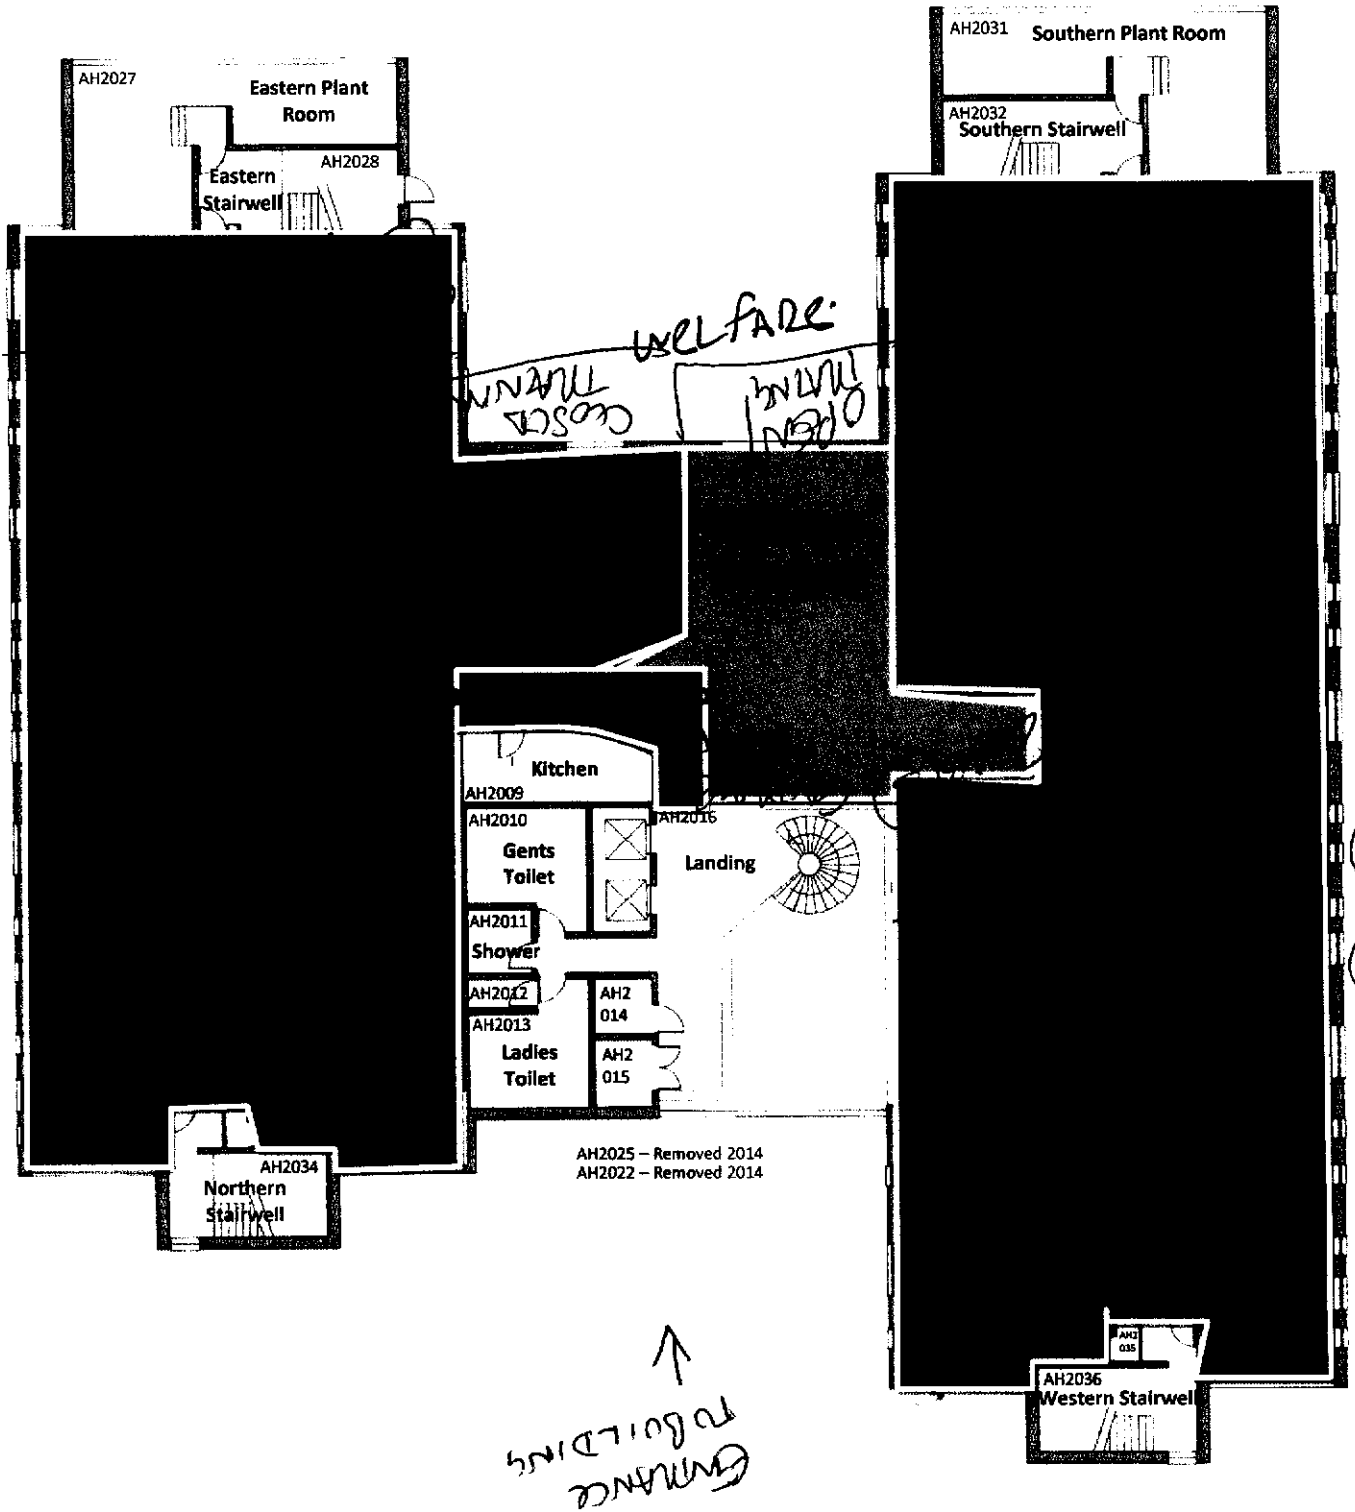 AH2031
Southern Plant Room
AH2027
Eastern Plant
Room
AH2032
Southern Stairwell
AH2028
Eastern
Stairwell
WELFARE.
CLOSED
OPEN
AH2009
Kitchen
AH2010
Gents
Toilet
AH2016
Landing
AH2011
Shower
AH2012
AH2
014
AH2013
Ladies
Toilet
AH2
015
AH2025 – Removed 2014
AH2022 – Removed 2014
AH2034
Northern
Stairwell
AH2
035
AH2036
Western Stairwell
ENTRANCE
TO BUILDING